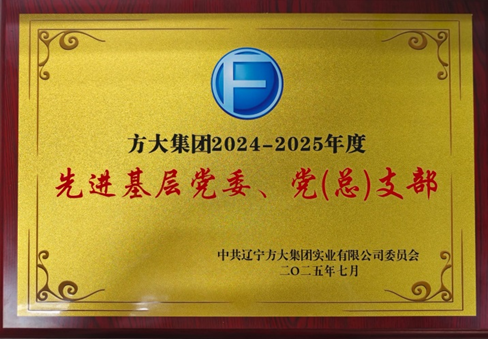 方大集团2024-2025年度
先进基层党委、党(总)支部
中共辽宁方大集团实业有限公司委员会
二〇二五年七月